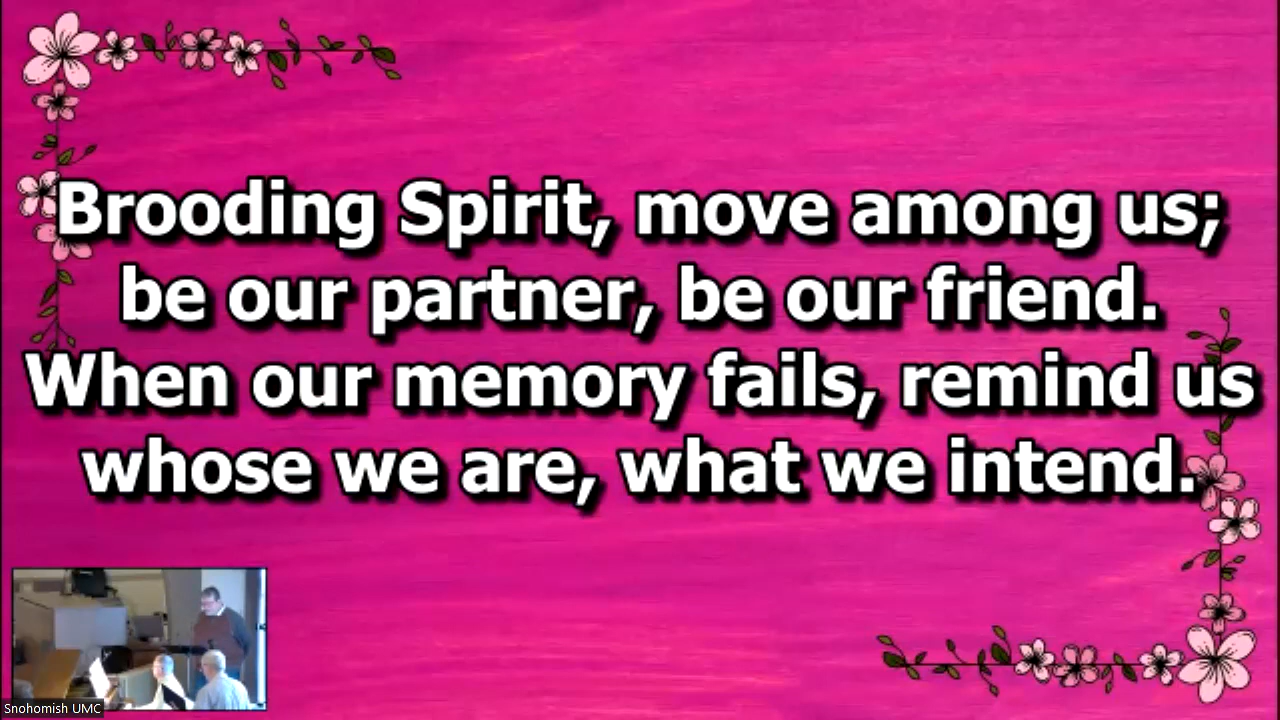 Brooding Spirit, move among us;
be our partner, be our friend.
When our memory fails, remind us
whose we are, what we intend.
Snohomish UMC